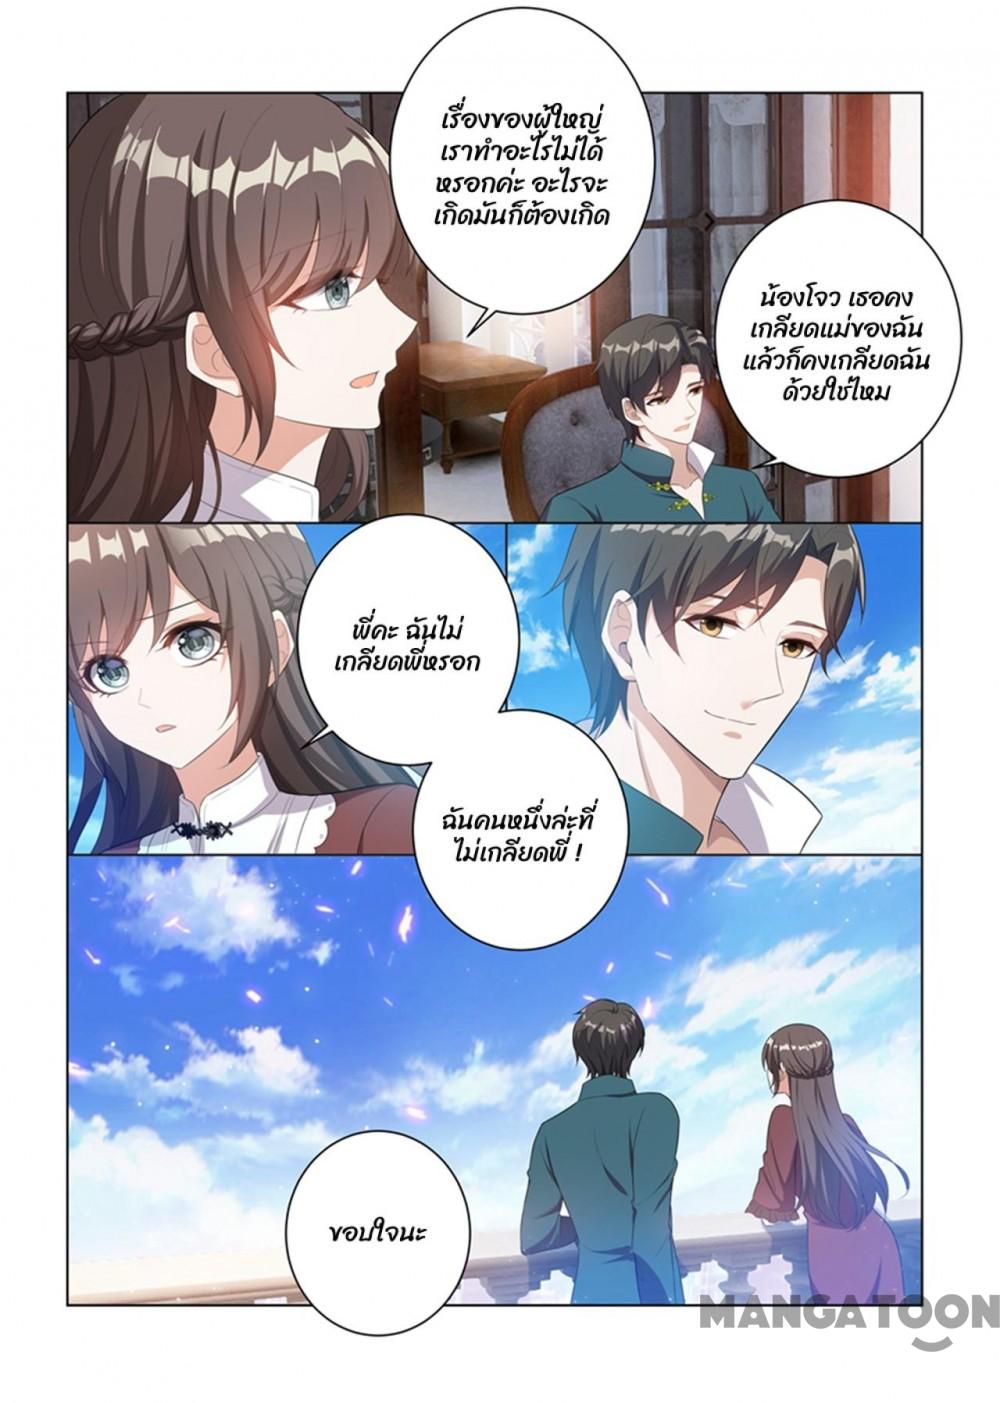 เรื่องของผู้ใหญ่
เราทำอะไรไม่ได้
หรอกค่ะ อะไรจะ
เกิดมันก็ต้องเกิด
น้องโจว เธอคง
เกลียดแม่ของฉัน
แล้วก็คงเกลียดฉัน
ด้วยใช่ไหม
พี่คะ ฉันไม่
เกลียดพี่หรอก
ฉันคนหนึ่งล่ะที่
ไม่เกลียดพี่ !
ขอบใจนะ
MANGATOON